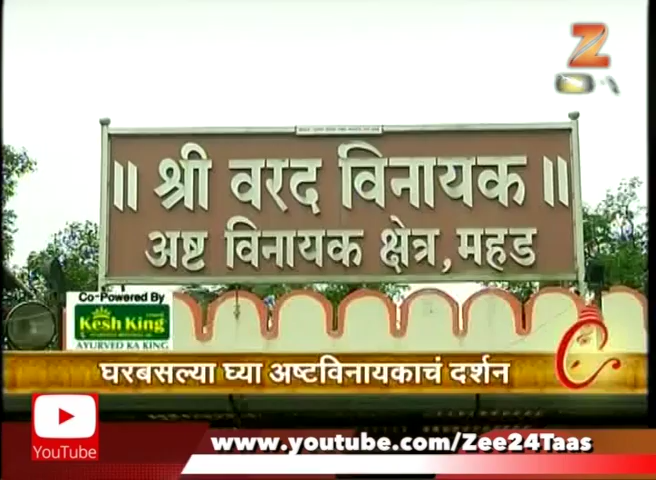 ॥ श्री वरद विनायक ॥
अष्ट विनायक क्षेत्र, महड
Co-Powered By
Kesh King
AYURVED KA KING
घरबसल्या घ्या अष्टविनायकाचं दर्शन
YouTube
www.youtube.com/Zee24Taas